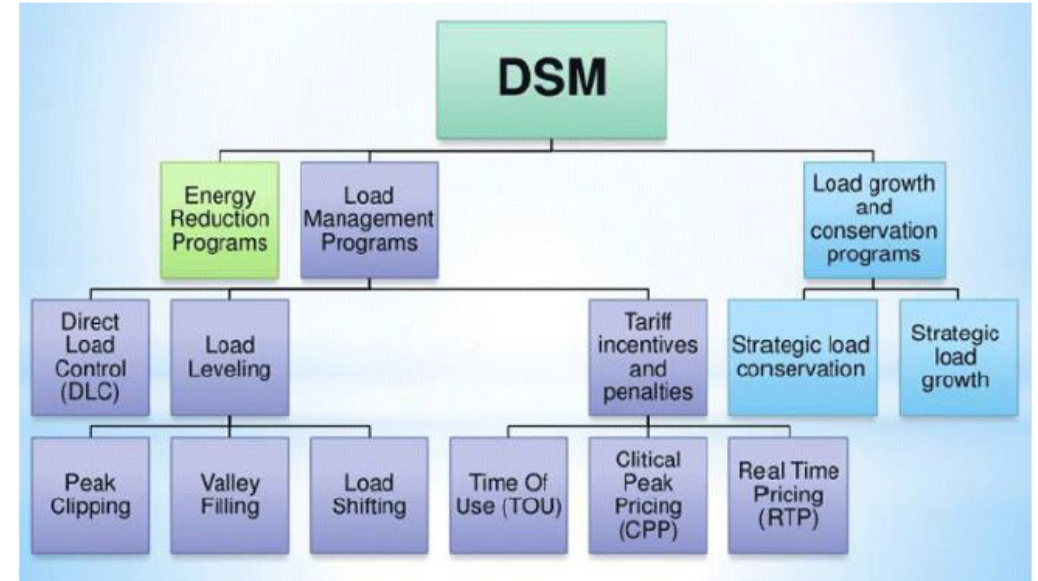 DSM
Energy
Reduction
Programs
Load
Management
Programs
Load growth
and
conservation
programs
Direct
Load
Control
(DLC)
Load
Leveling
Tariff
incentives
and
penalties
Strategic load
conservation
Strategic
load
growth
Peak
Clipping
Valley
Filling
Load
Shifting
Time Of
Use (TOU)
Clitical
Peak
Pricing
(CPP)
Real Time
Pricing
(RTP)